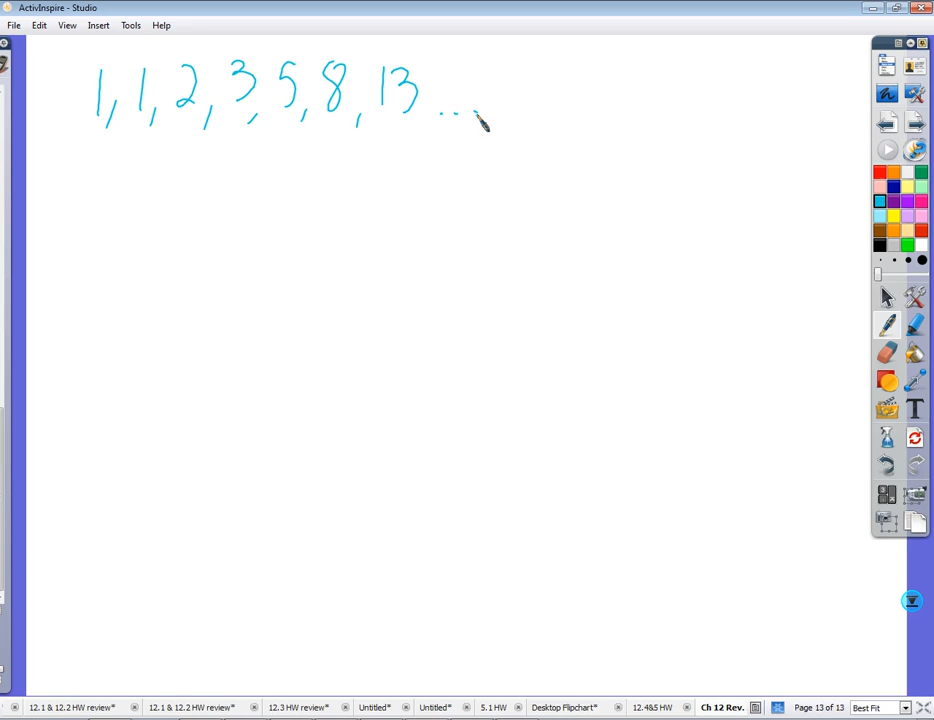 ActivInspire - Studio
File Edit View Insert Tools Help
1, 1, 2, 3, 5, 8, 13 ...
12.1 & 12.2 HW review* 12.1 & 12.2 HW review* 12.3 HW review* Untitled* Untitled* 5.1 HW Desktop Flipchart* 12.4&5 HW Ch 12 Rev. Page 13 of 13 Best Fit